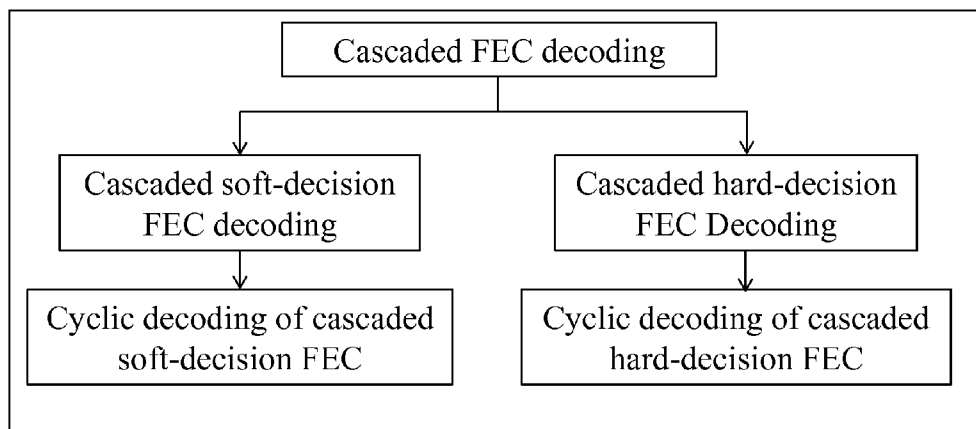 Cascaded FEC decoding
Cascaded soft-decision
FEC decoding
Cascaded hard-decision
FEC Decoding
Cyclic decoding of cascaded
soft-decision FEC
Cyclic decoding of cascaded
hard-decision FEC